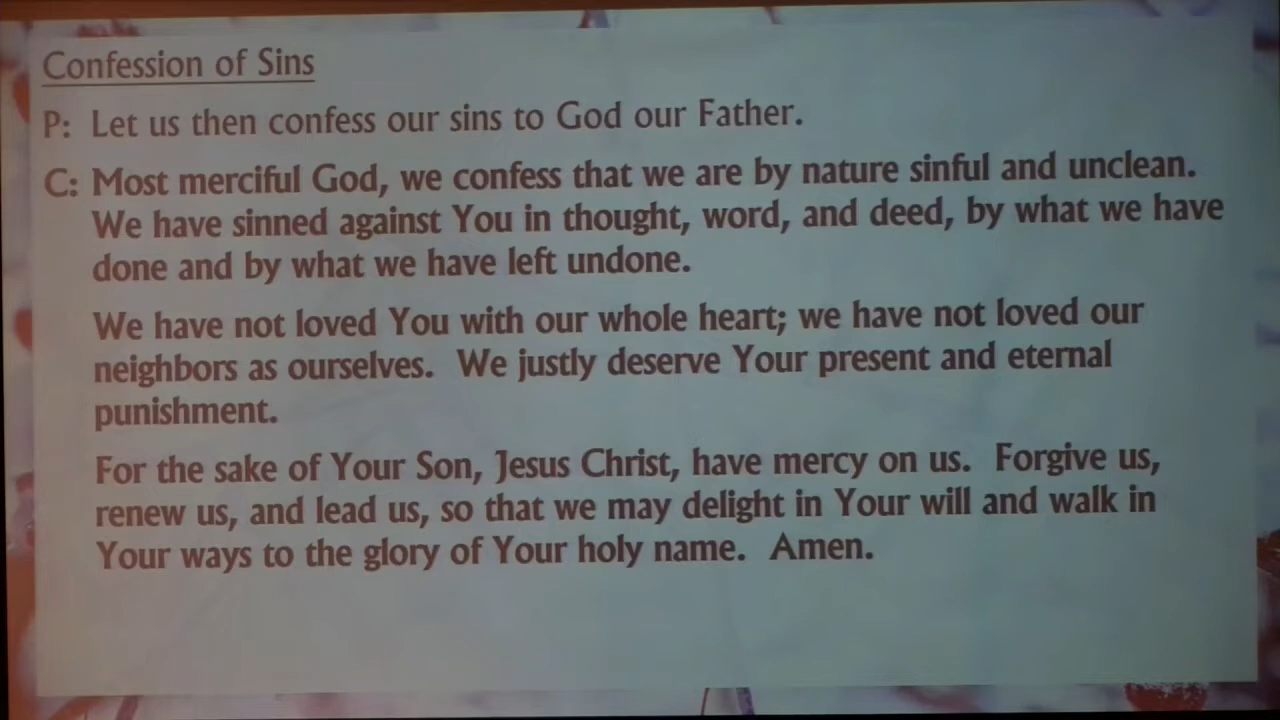 Confession of Sins
P: Let us then confess our sins to God our Father.
C: Most merciful God, we confess that we are by nature sinful and unclean.
We have sinned against You in thought, word, and deed, by what we have
done and by what we have left undone.
We have not loved You with our whole heart; we have not loved our
neighbors as ourselves. We justly deserve Your present and eternal
punishment.
For the sake of Your Son, Jesus Christ, have mercy on us. Forgive us,
renew us, and lead us, so that we may delight in Your will and walk in
Your ways to the glory of Your holy name. Amen.